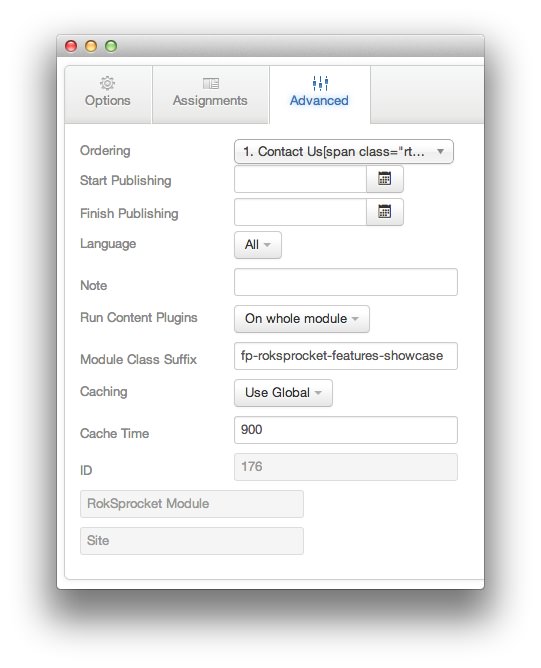 Options Assignments Advanced
Ordering 1. Contact Us[span class="rt...
Start Publishing
Finish Publishing
Language All
Note
Run Content Plugins On whole module
Module Class Suffix fp-roksprocket-features-showcase
Caching Use Global
Cache Time 900
ID 176
RokSprocket Module
Site